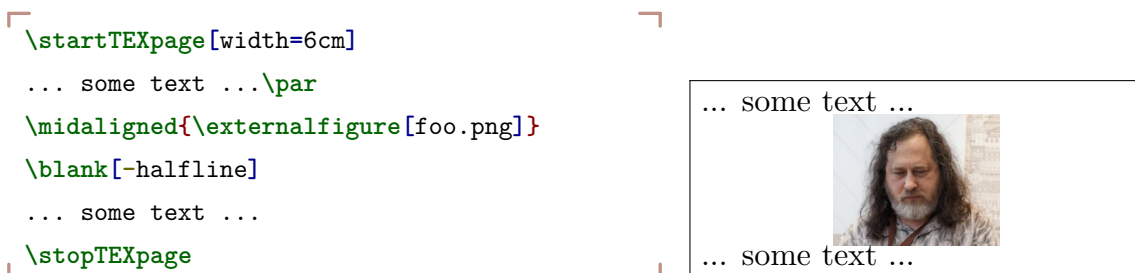 \startTEXpage[width=6cm]
... some text ...\par
\midaligned{\externalfigure[foo.png]}
\blank[-halfline]
... some text ...
\stopTEXpage
... some text ...
... some text ...